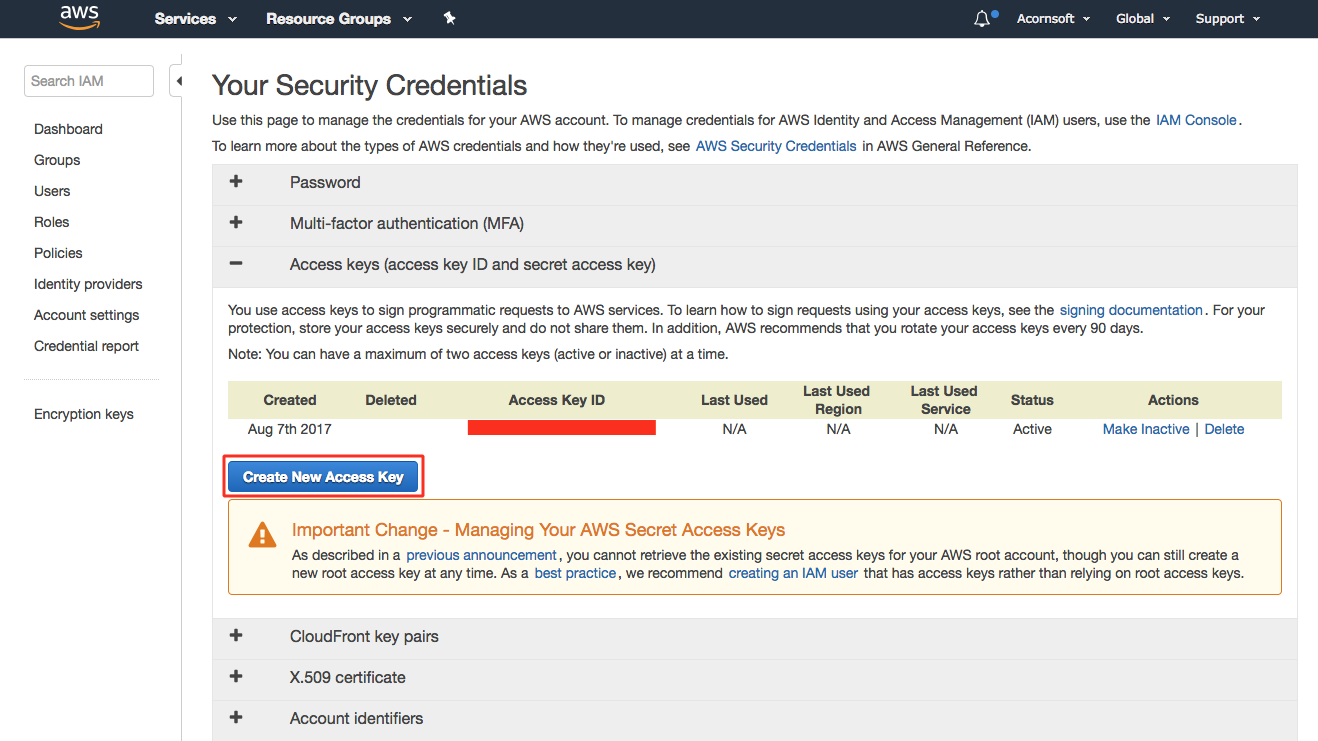 aws Services Resource Groups Acornsoft Global Support
Search IAM
Dashboard
Groups
Users
Roles
Policies
Identity providers
Account settings
Credential report
Encryption keys
Your Security Credentials
Use this page to manage the credentials for your AWS account. To manage credentials for AWS Identity and Access Management (IAM) users, use the IAM Console.
To learn more about the types of AWS credentials and how they're used, see AWS Security Credentials in AWS General Reference.
Password
Multi-factor authentication (MFA)
Access keys (access key ID and secret access key)
You use access keys to sign programmatic requests to AWS services. To learn how to sign requests using your access keys, see the signing documentation. For your
protection, store your access keys securely and do not share them. In addition, AWS recommends that you rotate your access keys every 90 days.
Note: You can have a maximum of two access keys (active or inactive) at a time.
Created Deleted Access Key ID Last Used Last Used Region Last Used Service Status Actions
Aug 7th 2017 N/A N/A N/A Active Make Inactive | Delete
Create New Access Key
Important Change - Managing Your AWS Secret Access Keys
As described in a previous announcement, you cannot retrieve the existing secret access keys for your AWS root account, though you can still create a
new root access key at any time. As a best practice, we recommend creating an IAM user that has access keys rather than relying on root access keys.
CloudFront key pairs
X.509 certificate
Account identifiers